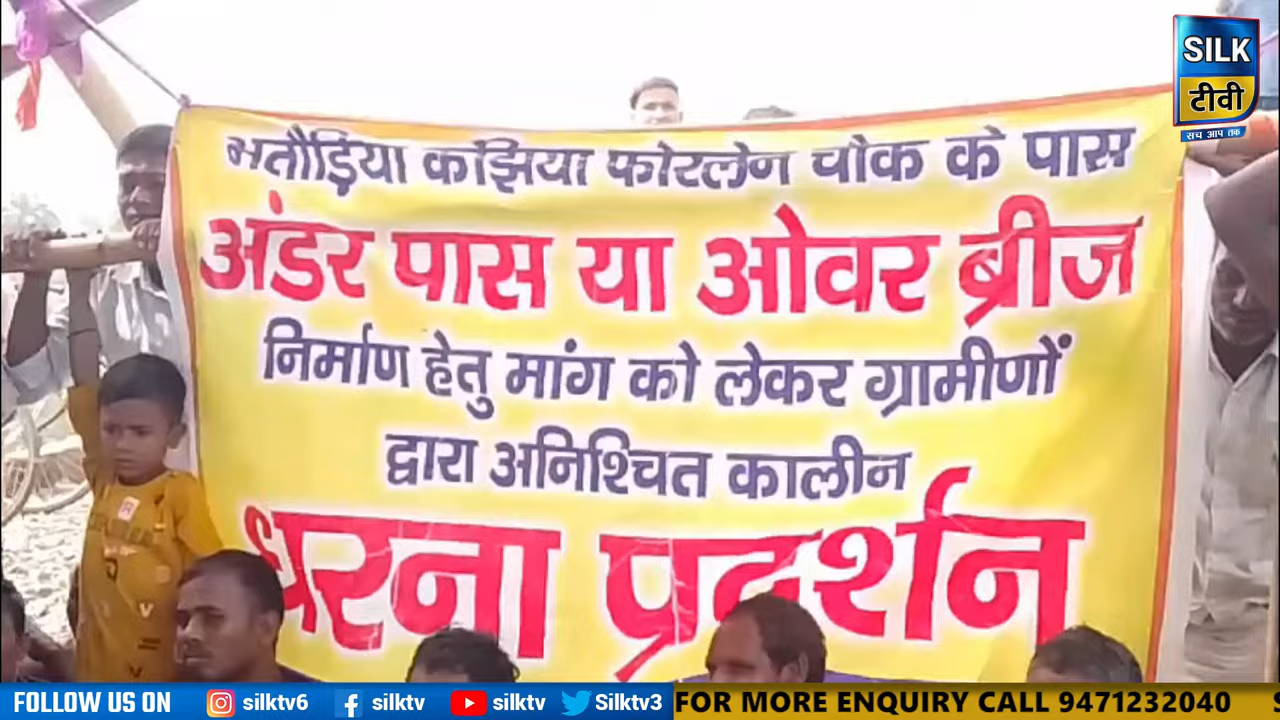 SILK
टीवी
सच आप तक
भतौड़िया कझिया फोरलेन चौक के पास
अंडर पास या ओवर ब्रीज
निर्माण हेतु मांग को लेकर ग्रामीणों
द्वारा अनिश्चित कालीन
धरना प्रदर्शन
FOLLOW US ON silktv6 silktv silktv Silktv3 FOR MORE ENQUIRY CALL 9471232040